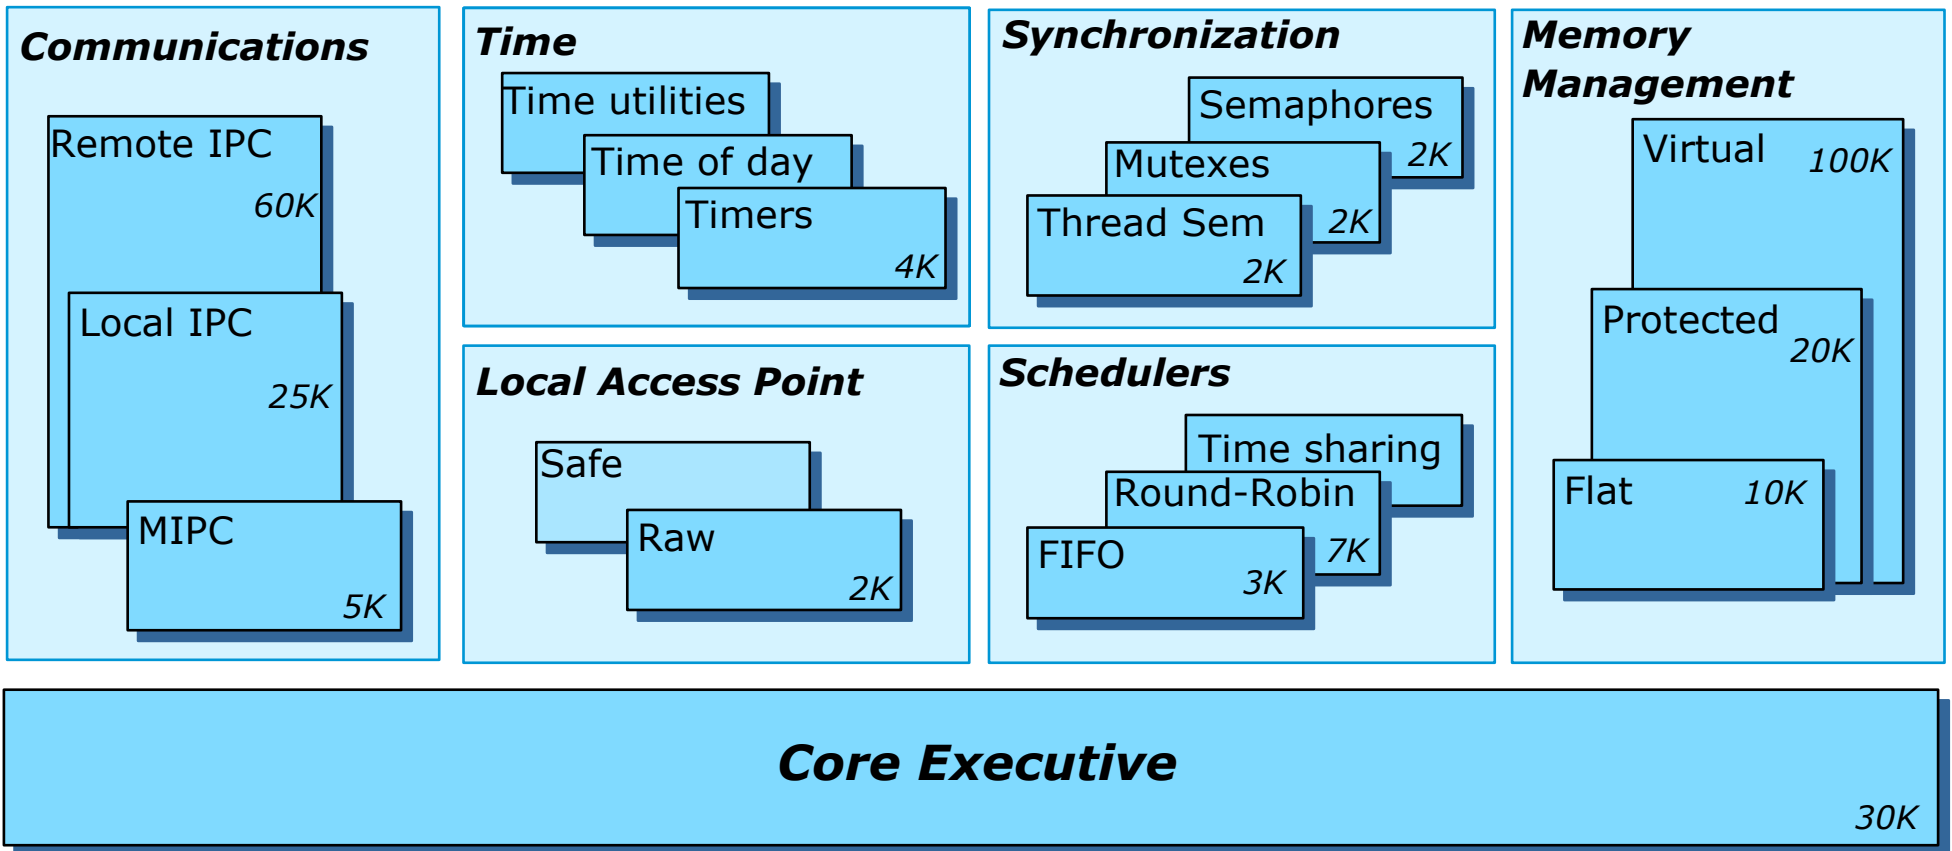 Communications
Remote IPC
60K
Local IPC
25K
MIPC
5K
Time
Time utilities
Time of day
Timers
4K
Local Access Point
Safe
Raw
2K
Synchronization
Semaphores
2K
Mutexes
2K
Thread Sem
2K
Schedulers
Time sharing
Round-Robin
7K
FIFO
3K
Memory
Management
Virtual 100K
Protected
20K
Flat 10K
Core Executive
30K